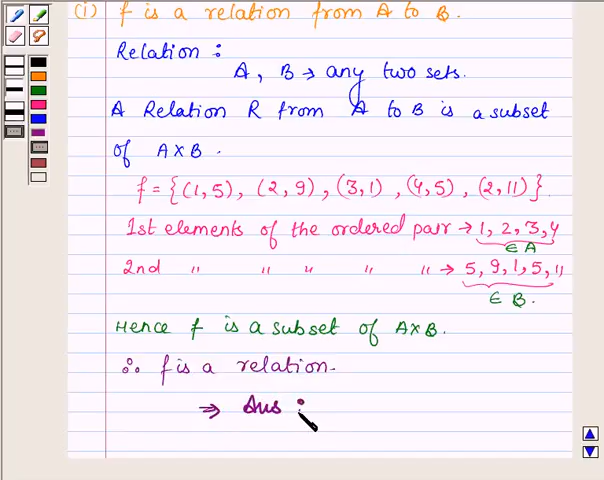 (i) f is a relation from A to B.
Relation :
A, B → any two sets.
A Relation R from A to B is a subset
of A×B.
f = {(1,5), (2,9), (3,1), (4,5), (2,11)}.
1st elements of the ordered pair → 1, 2, 3, 4
∈ A
2nd " " " " " → 5, 9, 1, 5, 11
∈ B.
Hence f is a subset of A×B.
∴ f is a relation.
⇒ Ans :